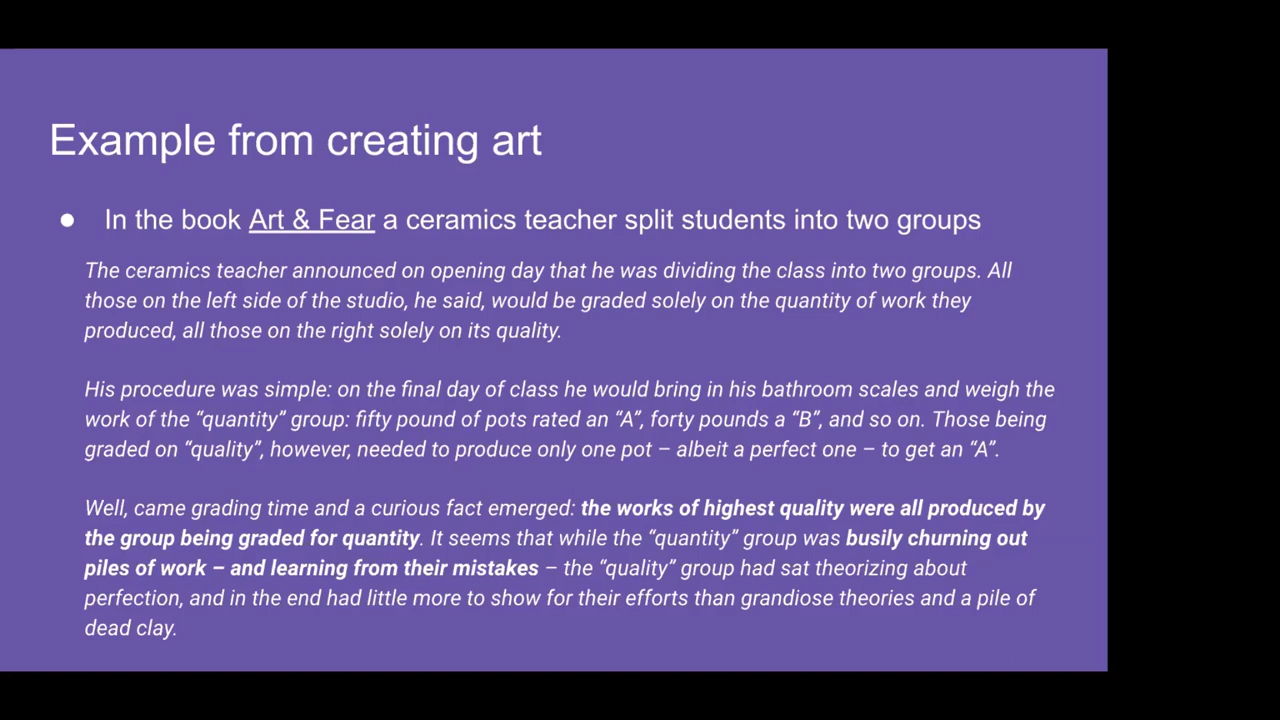 Example from creating art
● In the book Art & Fear a ceramics teacher split students into two groups
The ceramics teacher announced on opening day that he was dividing the class into two groups. All
those on the left side of the studio, he said, would be graded solely on the quantity of work they
produced, all those on the right solely on its quality.
His procedure was simple: on the final day of class he would bring in his bathroom scales and weigh the
work of the “quantity” group: fifty pound of pots rated an “A”, forty pounds a “B”, and so on. Those being
graded on “quality”, however, needed to produce only one pot – albeit a perfect one – to get an “A”.
Well, came grading time and a curious fact emerged: the works of highest quality were all produced by
the group being graded for quantity. It seems that while the “quantity” group was busily churning out
piles of work – and learning from their mistakes – the “quality” group had sat theorizing about
perfection, and in the end had little more to show for their efforts than grandiose theories and a pile of
dead clay.